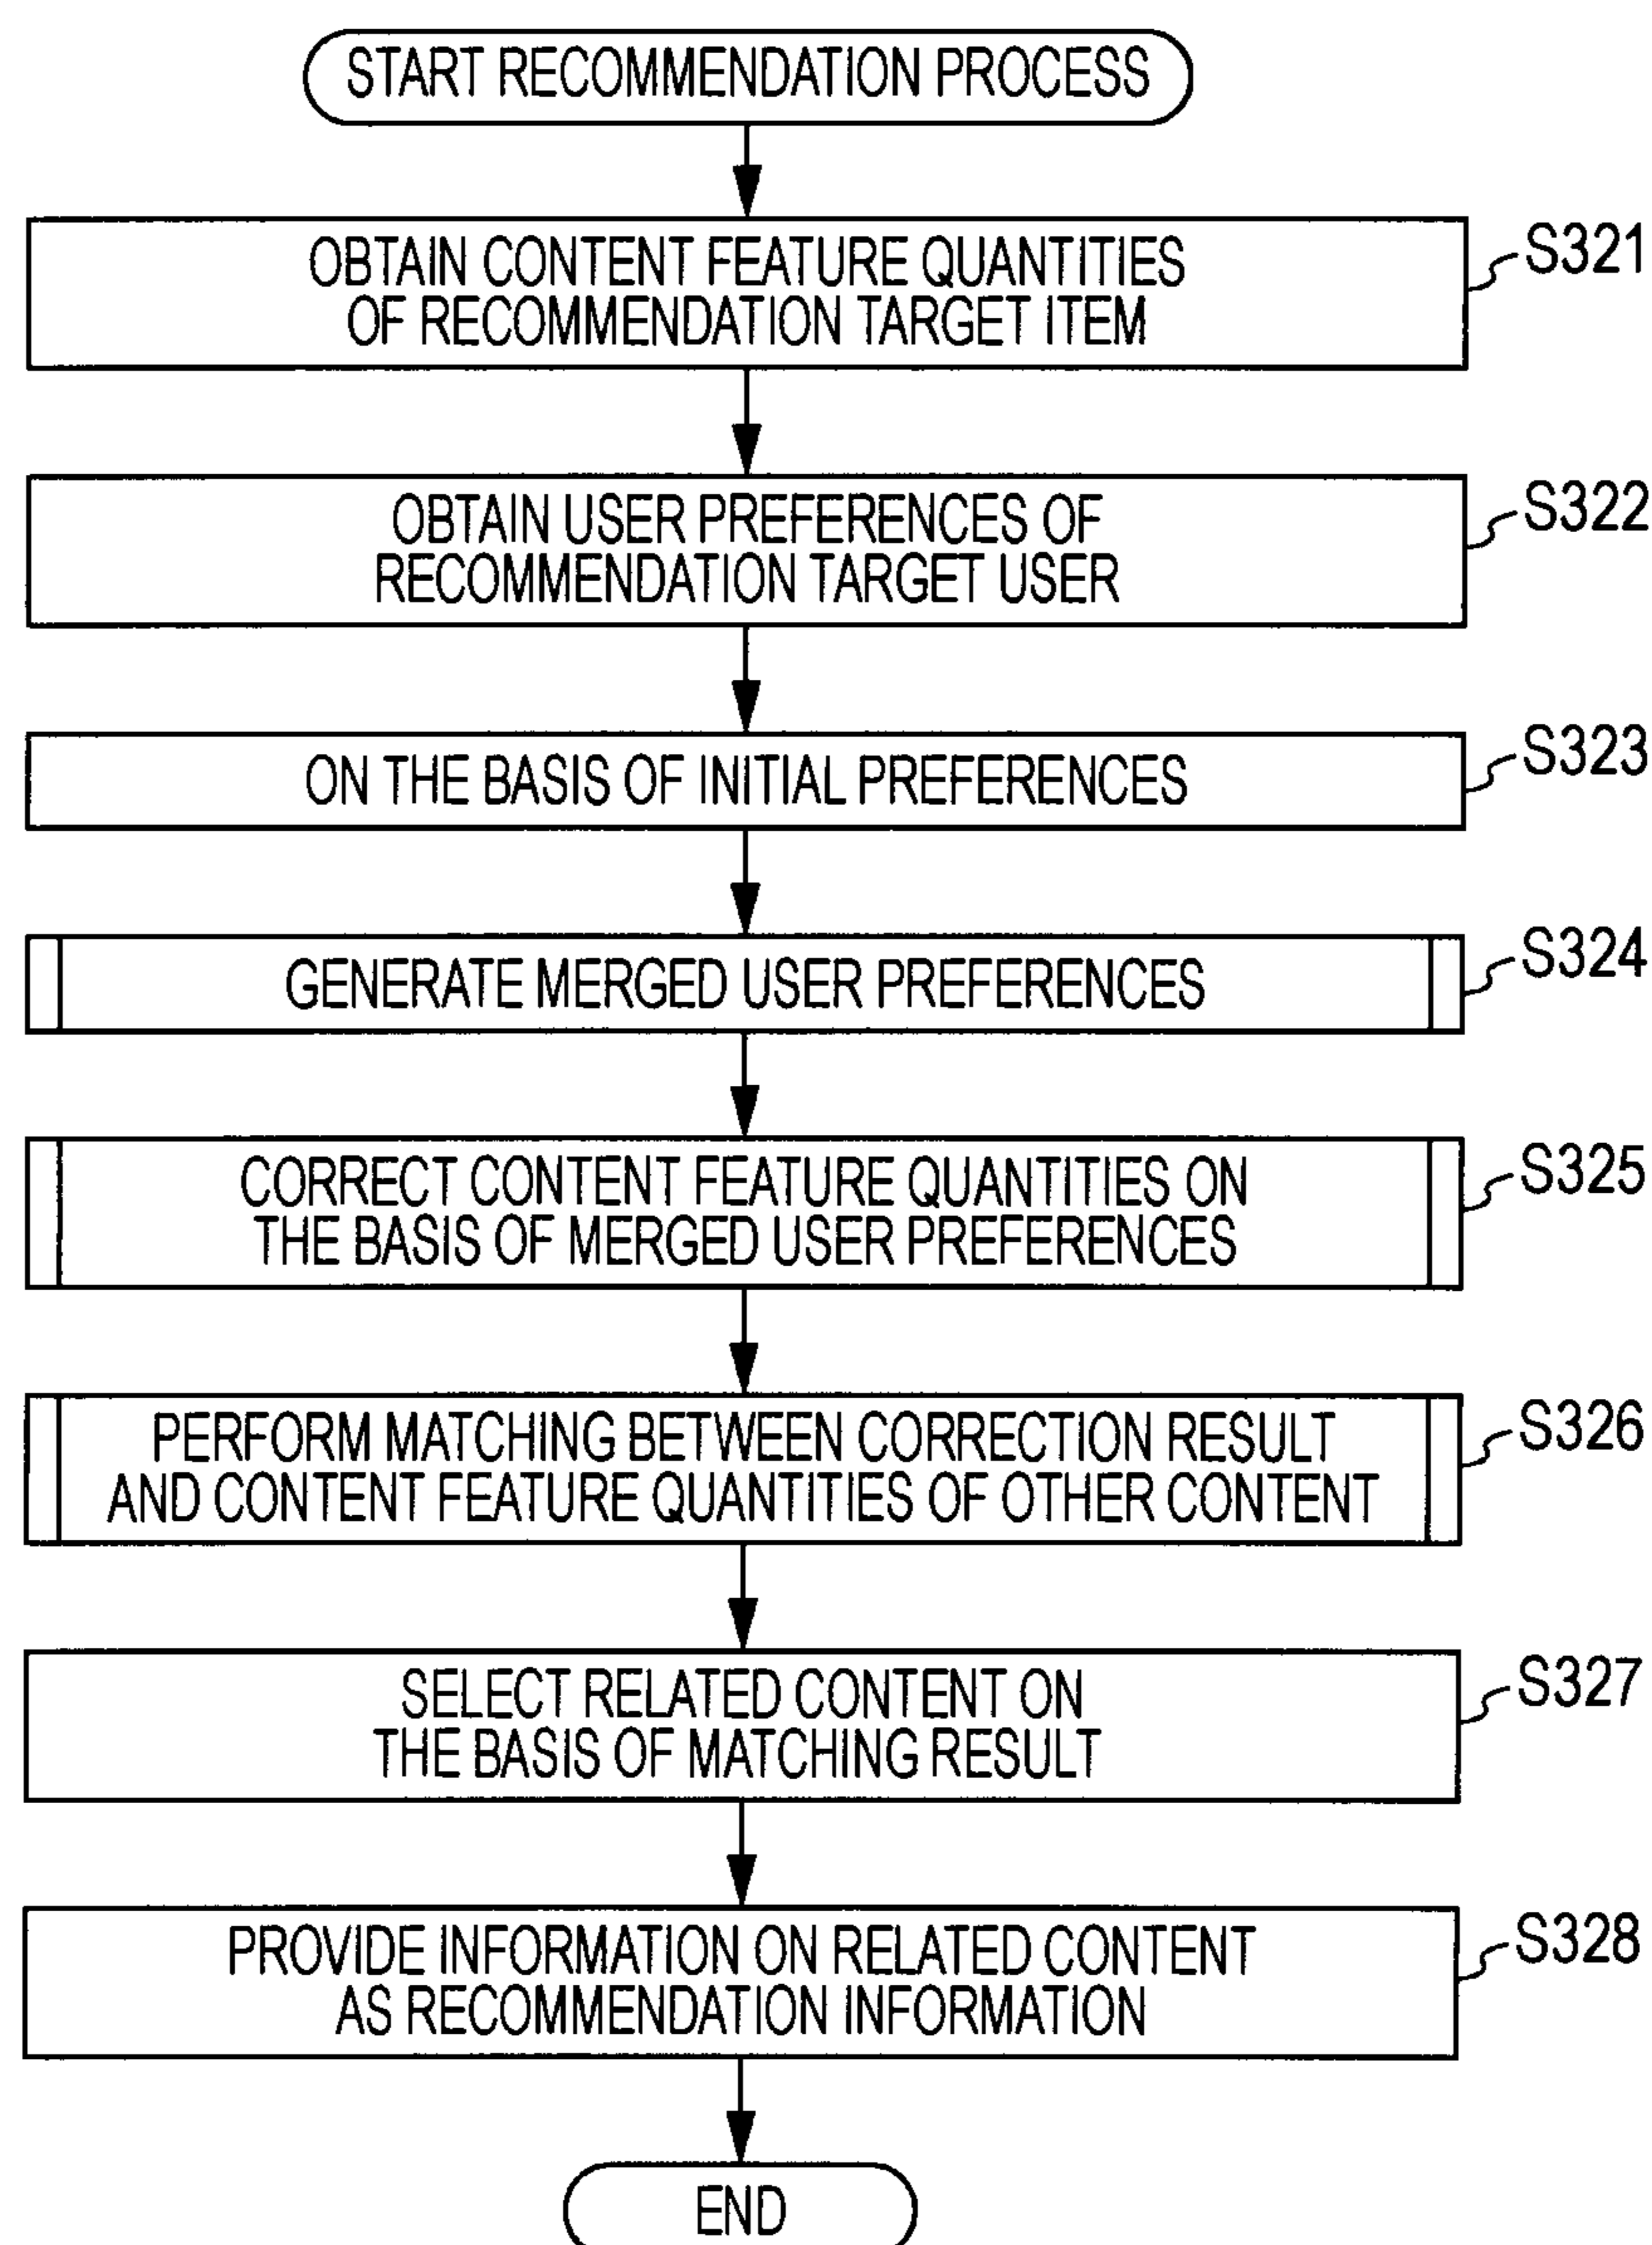 START RECOMMENDATION PROCESS
OBTAIN CONTENT FEATURE QUANTITIES
OF RECOMMENDATION TARGET ITEM
S321
OBTAIN USER PREFERENCES OF
RECOMMENDATION TARGET USER
S322
ON THE BASIS OF INITIAL PREFERENCES
S323
GENERATE MERGED USER PREFERENCES
S324
CORRECT CONTENT FEATURE QUANTITIES ON
THE BASIS OF MERGED USER PREFERENCES
S325
PERFORM MATCHING BETWEEN CORRECTION RESULT
AND CONTENT FEATURE QUANTITIES OF OTHER CONTENT
S326
SELECT RELATED CONTENT ON
THE BASIS OF MATCHING RESULT
S327
PROVIDE INFORMATION ON RELATED CONTENT
AS RECOMMENDATION INFORMATION
S328
END